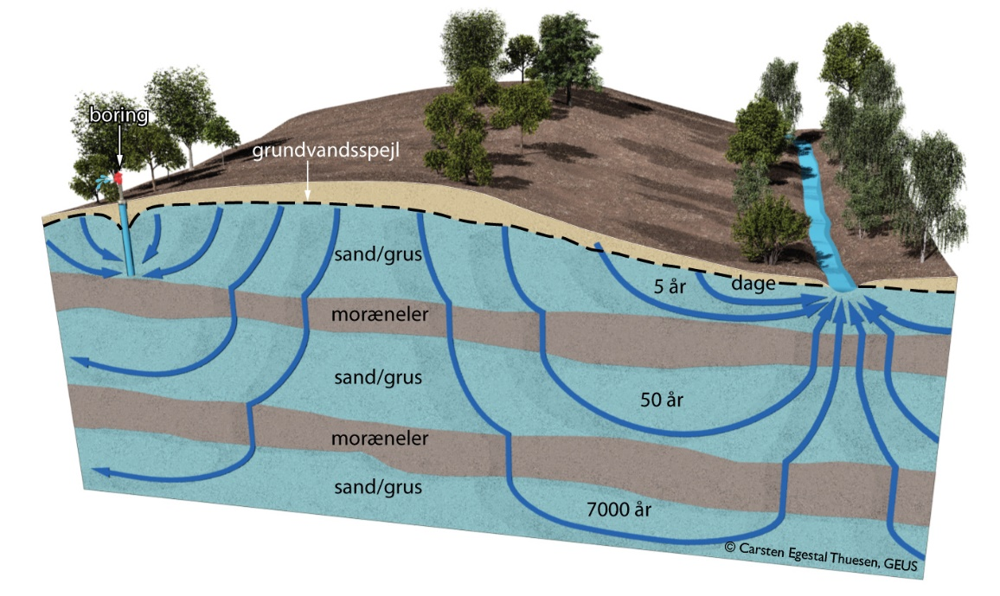 boring
grundvandsspejl
sand/grus
5 år
dage
moræneler
sand/grus
50 år
moræneler
sand/grus
7000 år
© Carsten Egestal Thuesen, GEUS